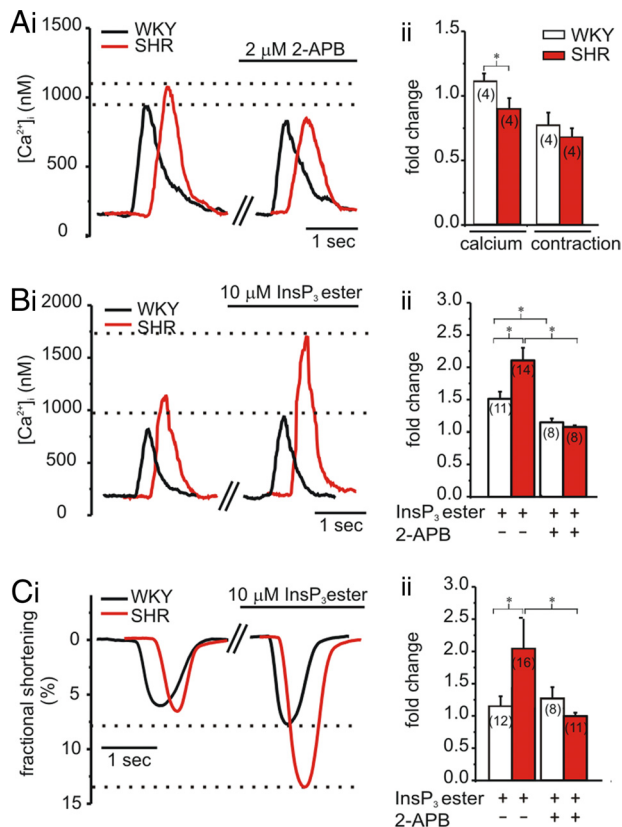 Ai
1500
1000
500
0
[Ca²⁺]ᵢ (nM)
WKY
SHR
2 μM 2-APB
1 sec
ii
1.5
1.0
0.5
0.0
fold change
WKY
SHR
*
(4)
(4)
(4)
(4)
calcium contraction
Bi
2000
1500
1000
500
0
[Ca²⁺]ᵢ (nM)
WKY
SHR
10 μM InsP₃ ester
1 sec
ii
3.0
2.5
2.0
1.5
1.0
0.5
0.0
fold change
*
* *
(11) (14) (8) (8)
InsP₃ ester + + + +
2-APB − − + +
Ci
0
5
10
15
fractional shortening
(%)
WKY
SHR
10 μM InsP₃ester
1 sec
ii
3.0
2.5
2.0
1.5
1.0
0.5
0.0
fold change
* *
(12) (16) (8) (11)
InsP₃ ester + + + +
2-APB − − + +